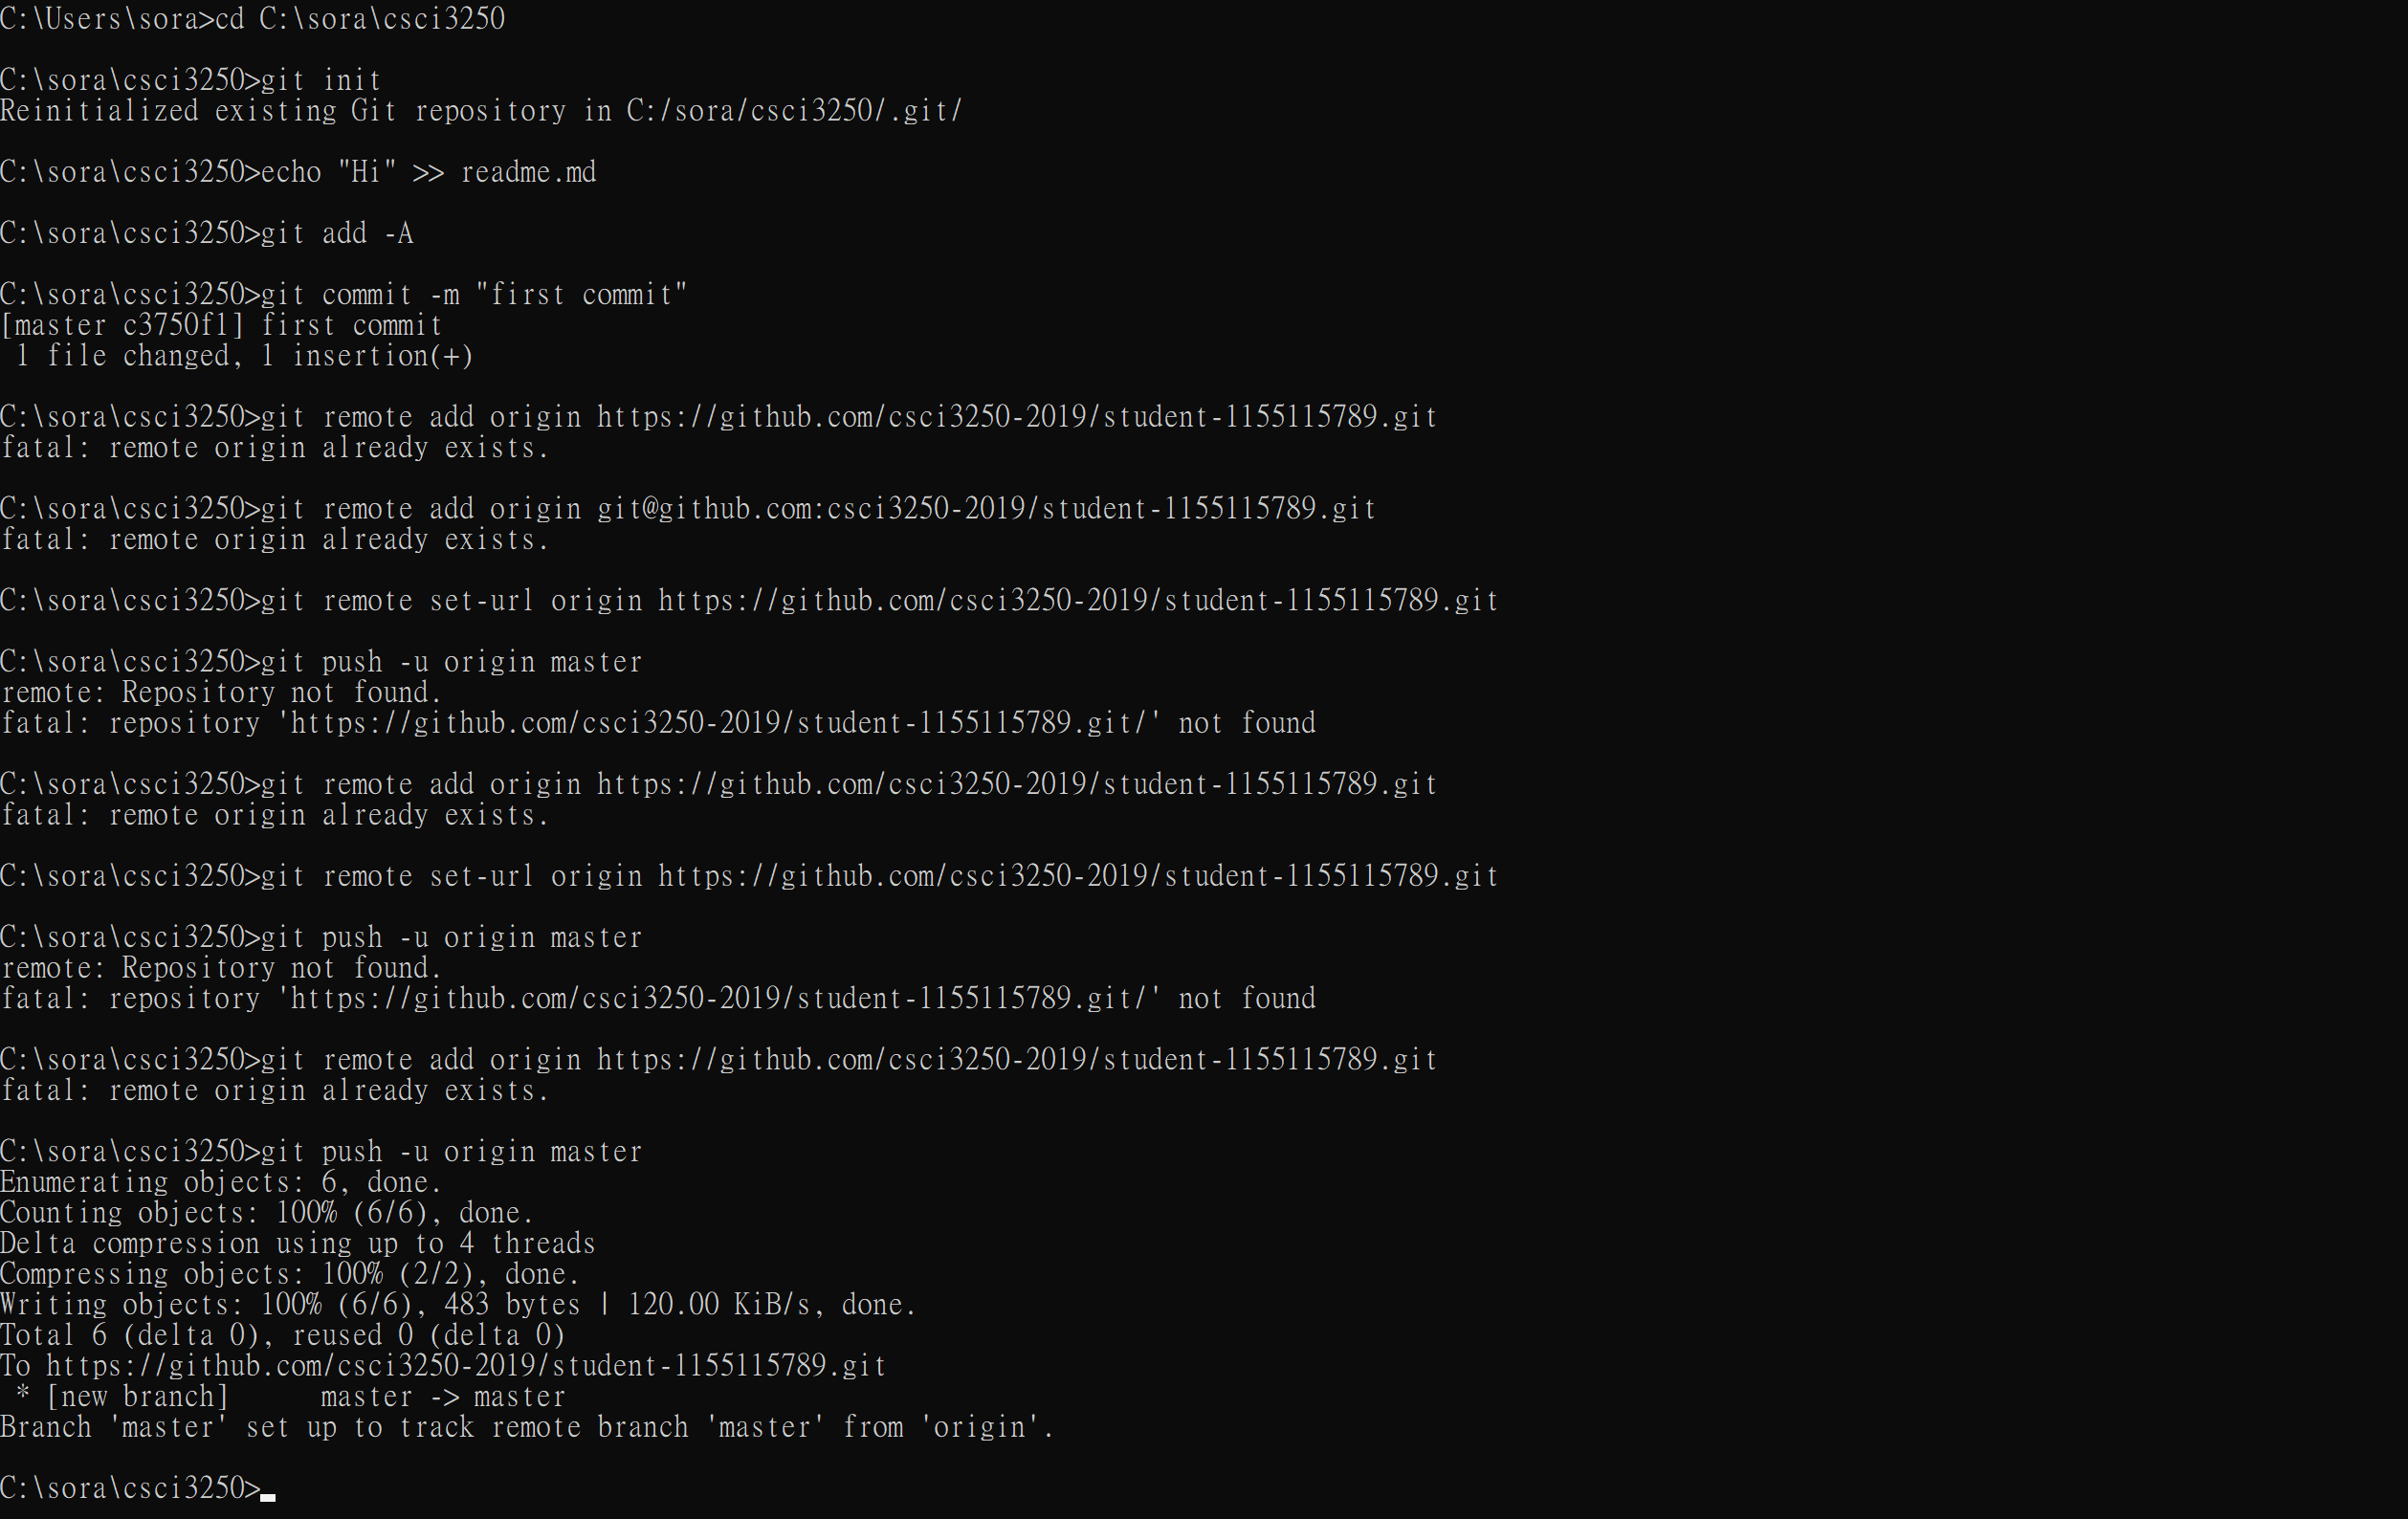 C:\Users\sora>cd C:\sora\csci3250
C:\sora\csci3250>git init
Reinitialized existing Git repository in C:/sora/csci3250/.git/
C:\sora\csci3250>echo "Hi" >> readme.md
C:\sora\csci3250>git add -A
C:\sora\csci3250>git commit -m "first commit"
[master c3750f1] first commit
 1 file changed, 1 insertion(+)
C:\sora\csci3250>git remote add origin https://github.com/csci3250-2019/student-1155115789.git
fatal: remote origin already exists.
C:\sora\csci3250>git remote add origin git@github.com:csci3250-2019/student-1155115789.git
fatal: remote origin already exists.
C:\sora\csci3250>git remote set-url origin https://github.com/csci3250-2019/student-1155115789.git
C:\sora\csci3250>git push -u origin master
remote: Repository not found.
fatal: repository 'https://github.com/csci3250-2019/student-1155115789.git/' not found
C:\sora\csci3250>git remote add origin https://github.com/csci3250-2019/student-1155115789.git
fatal: remote origin already exists.
C:\sora\csci3250>git remote set-url origin https://github.com/csci3250-2019/student-1155115789.git
C:\sora\csci3250>git push -u origin master
remote: Repository not found.
fatal: repository 'https://github.com/csci3250-2019/student-1155115789.git/' not found
C:\sora\csci3250>git remote add origin https://github.com/csci3250-2019/student-1155115789.git
fatal: remote origin already exists.
C:\sora\csci3250>git push -u origin master
Enumerating objects: 6, done.
Counting objects: 100% (6/6), done.
Delta compression using up to 4 threads
Compressing objects: 100% (2/2), done.
Writing objects: 100% (6/6), 483 bytes | 120.00 KiB/s, done.
Total 6 (delta 0), reused 0 (delta 0)
To https://github.com/csci3250-2019/student-1155115789.git
 * [new branch]      master -> master
Branch 'master' set up to track remote branch 'master' from 'origin'.
C:\sora\csci3250>